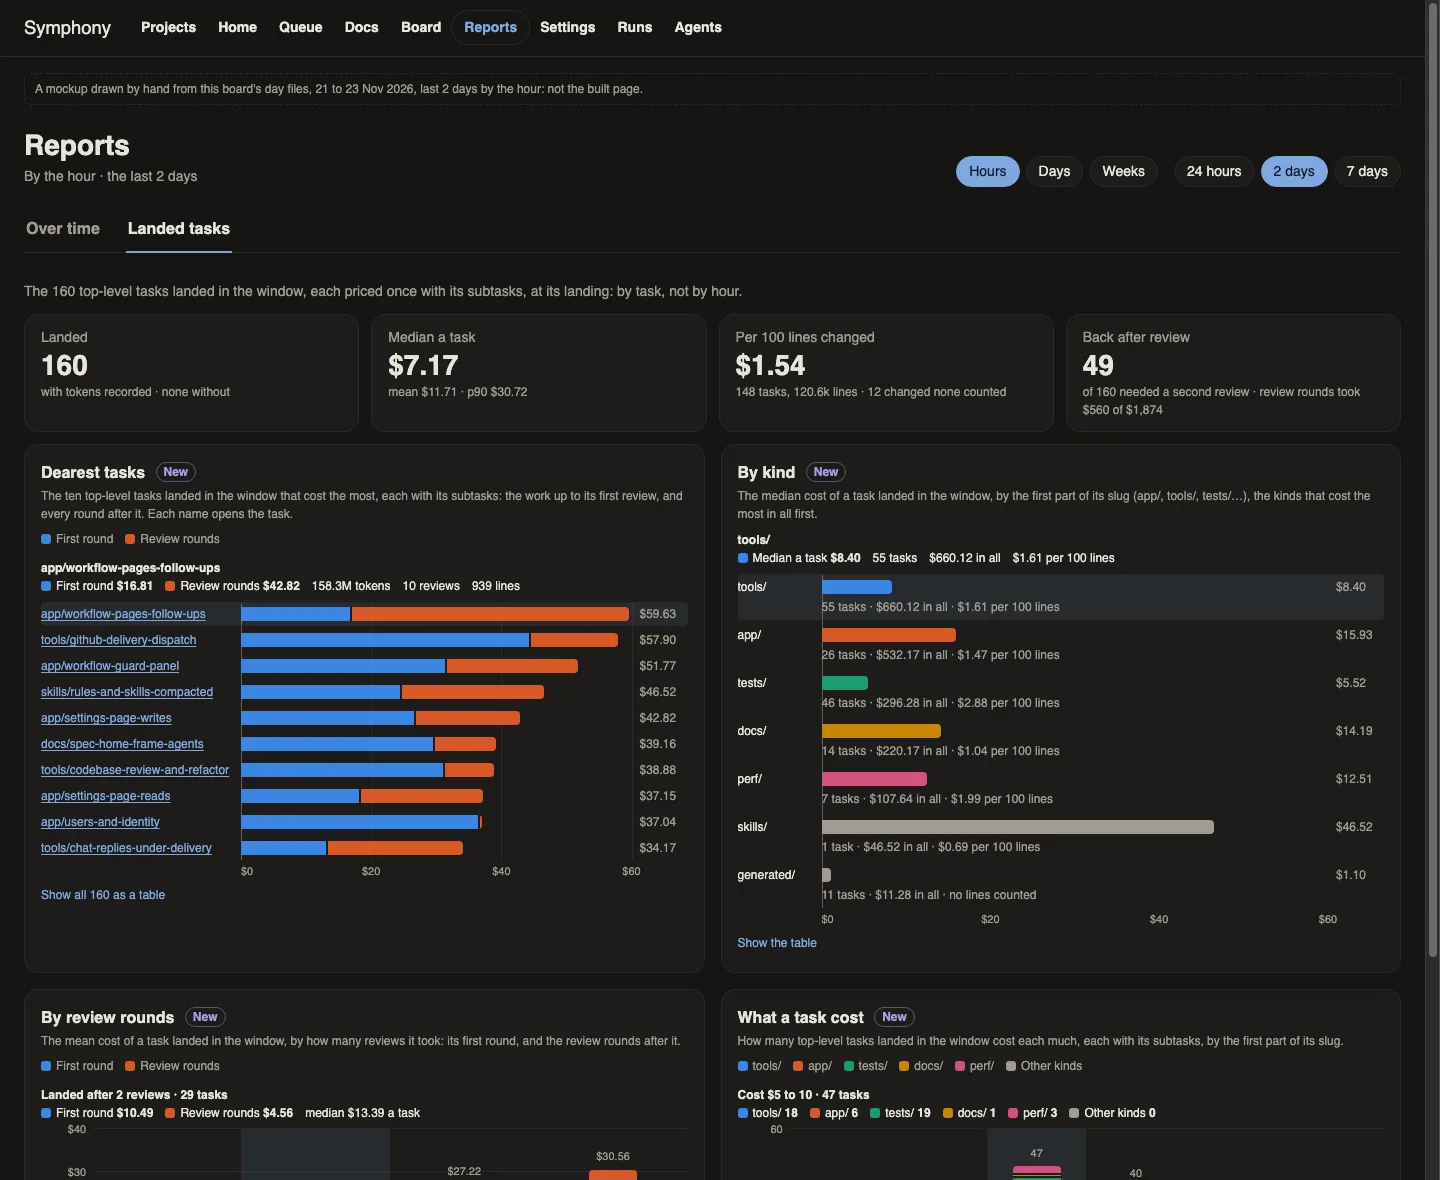 Symphony Projects Home Queue Docs Board Reports Settings Runs Agents
A mockup drawn by hand from this board's day files, 21 to 23 Nov 2026, last 2 days by the hour: not the built page.
Reports
By the hour · the last 2 days
Hours Days Weeks 24 hours 2 days 7 days
Over time Landed tasks
The 160 top-level tasks landed in the window, each priced once with its subtasks, at its landing: by task, not by hour.
Landed
160
with tokens recorded · none without
Median a task
$7.17
mean $11.71 · p90 $30.72
Per 100 lines changed
$1.54
148 tasks, 120.6k lines · 12 changed none counted
Back after review
49
of 160 needed a second review · review rounds took
$560 of $1,874
Dearest tasks New
The ten top-level tasks landed in the window that cost the most, each with its subtasks: the work up to its first review, and
every round after it. Each name opens the task.
First round Review rounds
app/workflow-pages-follow-ups
First round $16.81 Review rounds $42.82 158.3M tokens 10 reviews 939 lines
app/workflow-pages-follow-ups $59.63
tools/github-delivery-dispatch $57.90
app/workflow-guard-panel $51.77
skills/rules-and-skills-compacted $46.52
app/settings-page-writes $42.82
docs/spec-home-frame-agents $39.16
tools/codebase-review-and-refactor $38.88
app/settings-page-reads $37.15
app/users-and-identity $37.04
tools/chat-replies-under-delivery $34.17
$0 $20 $40 $60
Show all 160 as a table
By kind New
The median cost of a task landed in the window, by the first part of its slug (app/, tools/, tests/…), the kinds that cost the
most in all first.
tools/
Median a task $8.40 55 tasks $660.12 in all $1.61 per 100 lines
tools/ $8.40
55 tasks · $660.12 in all · $1.61 per 100 lines
app/ $15.93
26 tasks · $532.17 in all · $1.47 per 100 lines
tests/ $5.52
46 tasks · $296.28 in all · $2.88 per 100 lines
docs/ $14.19
14 tasks · $220.17 in all · $1.04 per 100 lines
perf/ $12.51
7 tasks · $107.64 in all · $1.99 per 100 lines
skills/ $46.52
1 task · $46.52 in all · $0.69 per 100 lines
generated/ $1.10
11 tasks · $11.28 in all · no lines counted
$0 $20 $40 $60
Show the table
By review rounds New
The mean cost of a task landed in the window, by how many reviews it took: its first round, and the review rounds after it.
First round Review rounds
Landed after 2 reviews · 29 tasks
First round $10.49 Review rounds $4.56 median $13.39 a task
$40
$30.56
$30 $27.22
What a task cost New
How many top-level tasks landed in the window cost each much, each with its subtasks, by the first part of its slug.
tools/ app/ tests/ docs/ perf/ Other kinds
Cost $5 to 10 · 47 tasks
tools/ 18 app/ 6 tests/ 19 docs/ 1 perf/ 3 Other kinds 0
60
47
40